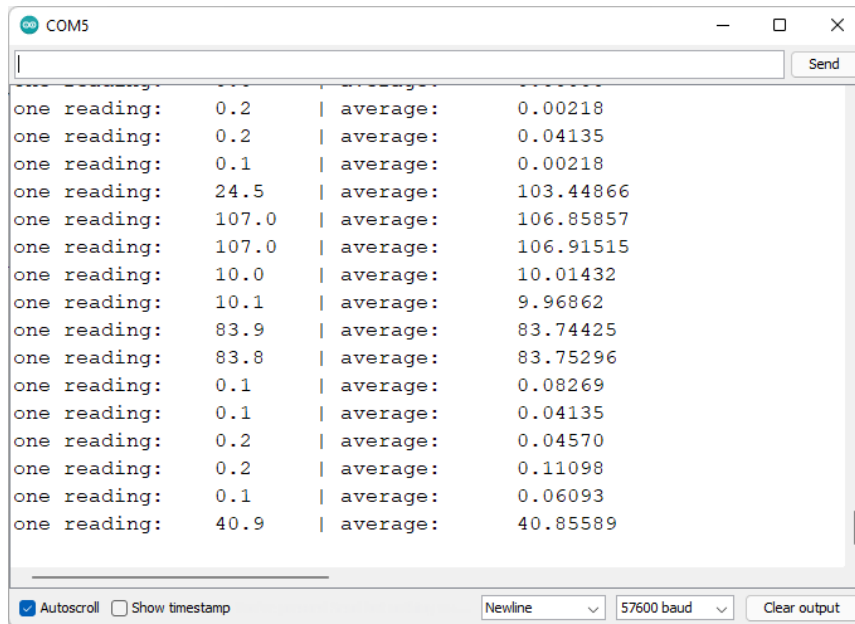 COM5
Send
one reading: 0.2 | average: 0.00218
one reading: 0.2 | average: 0.04135
one reading: 0.1 | average: 0.00218
one reading: 24.5 | average: 103.44866
one reading: 107.0 | average: 106.85857
one reading: 107.0 | average: 106.91515
one reading: 10.0 | average: 10.01432
one reading: 10.1 | average: 9.96862
one reading: 83.9 | average: 83.74425
one reading: 83.8 | average: 83.75296
one reading: 0.1 | average: 0.08269
one reading: 0.1 | average: 0.04135
one reading: 0.2 | average: 0.04570
one reading: 0.2 | average: 0.11098
one reading: 0.1 | average: 0.06093
one reading: 40.9 | average: 40.85589
Autoscroll Show timestamp Newline 57600 baud Clear output